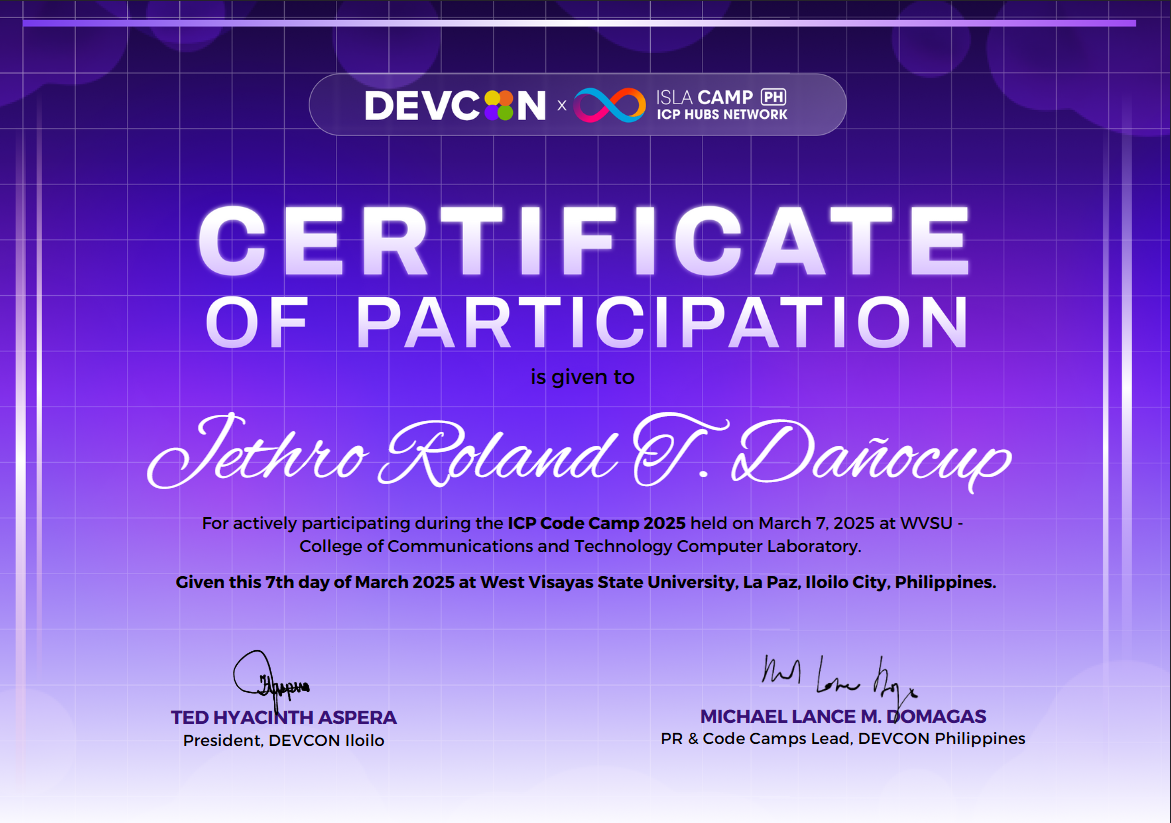 DEVCON x ISLA CAMP PH
ICP HUBS NETWORK
CERTIFICATE
OF PARTICIPATION
is given to
Jethro Roland T. Dañocup
For actively participating during the ICP Code Camp 2025 held on March 7, 2025 at WVSU -
College of Communications and Technology Computer Laboratory.
Given this 7th day of March 2025 at West Visayas State University, La Paz, Iloilo City, Philippines.
TED HYACINTH ASPERA
President, DEVCON Iloilo
MICHAEL LANCE M. DOMAGAS
PR & Code Camps Lead, DEVCON Philippines